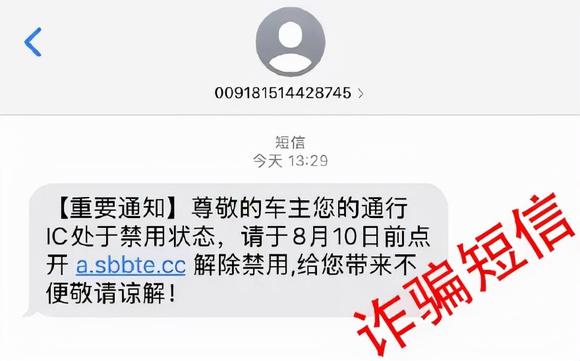 009181514428745
短信
今天 13:29
【重要通知】尊敬的车主您的通行
IC处于禁用状态，请于8月10日前点
开 a.sbbte.cc 解除禁用,给您带来不
便敬请谅解！
诈骗短信